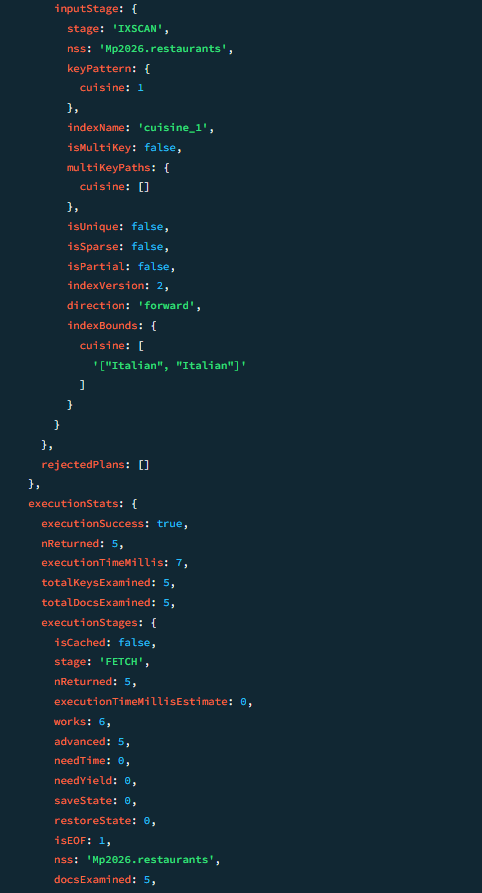 inputStage: {
stage: 'IXSCAN',
nss: 'Mp2026.restaurants',
keyPattern: {
cuisine: 1
},
indexName: 'cuisine_1',
isMultiKey: false,
multiKeyPaths: {
cuisine: []
},
isUnique: false,
isSparse: false,
isPartial: false,
indexVersion: 2,
direction: 'forward',
indexBounds: {
cuisine: [
'["Italian", "Italian"]'
]
}
}
},
rejectedPlans: []
},
executionStats: {
executionSuccess: true,
nReturned: 5,
executionTimeMillis: 7,
totalKeysExamined: 5,
totalDocsExamined: 5,
executionStages: {
isCached: false,
stage: 'FETCH',
nReturned: 5,
executionTimeMillisEstimate: 0,
works: 6,
advanced: 5,
needTime: 0,
needYield: 0,
saveState: 0,
restoreState: 0,
isEOF: 1,
nss: 'Mp2026.restaurants',
docsExamined: 5,